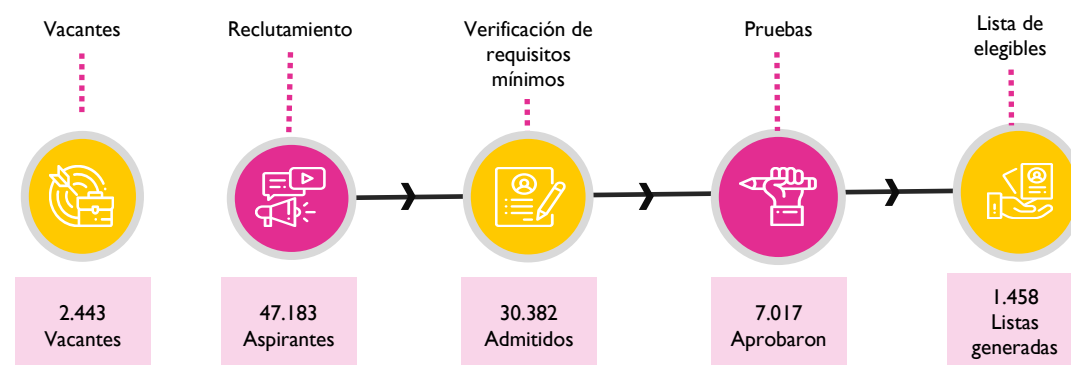 Vacantes
Reclutamiento
Verificación de
requisitos
mínimos
Pruebas
Lista de
elegibles
2.443
Vacantes
47.183
Aspirantes
30.382
Admitidos
7.017
Aprobaron
1.458
Listas
generadas